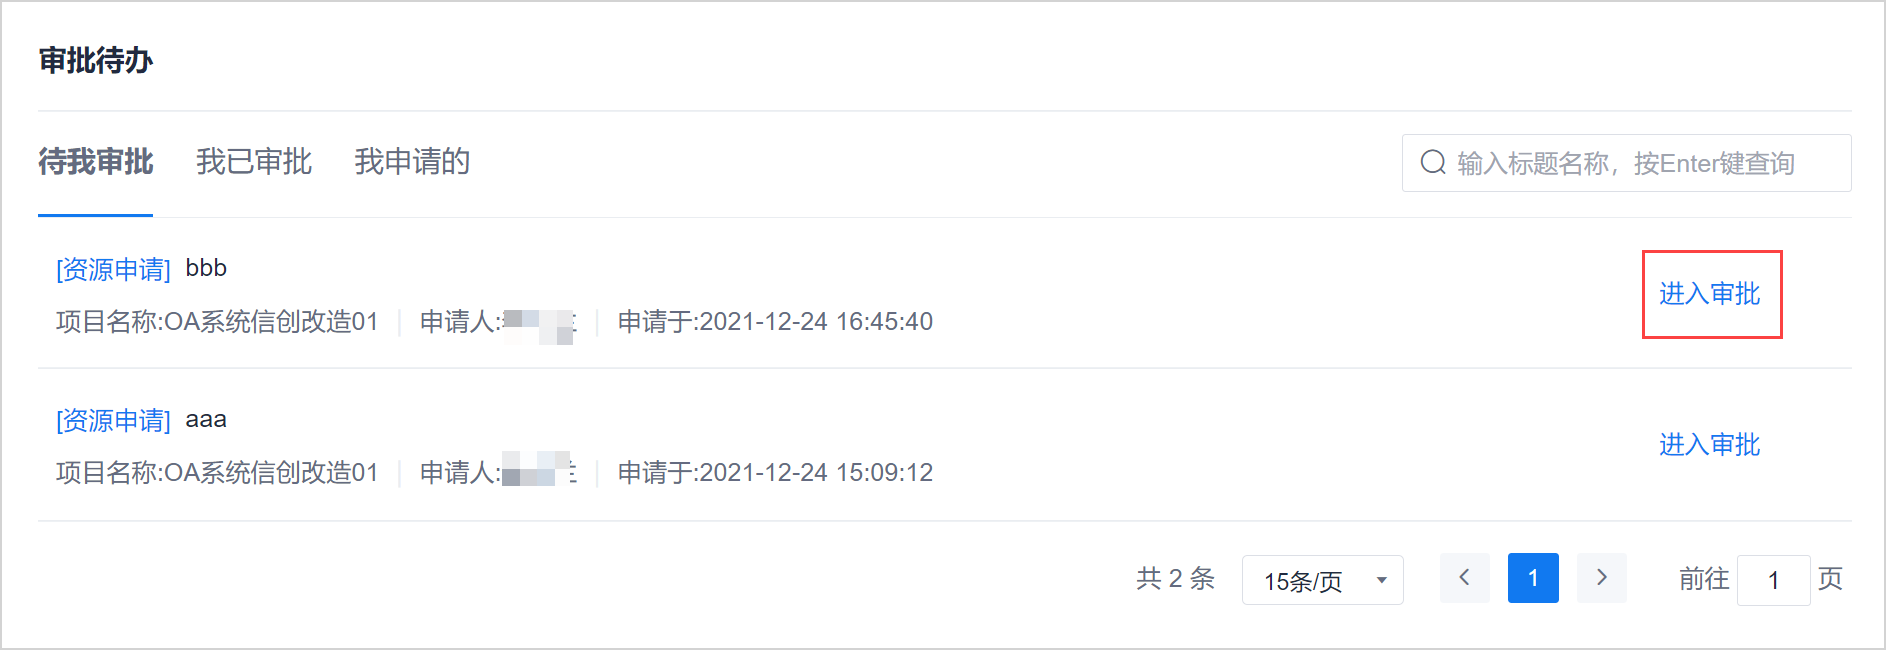 审批待办
待我审批 我已审批 我申请的 输入标题名称，按Enter键查询
[资源申请] bbb
进入审批
项目名称:OA系统信创改造01 申请人: 申请于:2021-12-24 16:45:40
[资源申请] aaa
进入审批
项目名称:OA系统信创改造01 申请人: 申请于:2021-12-24 15:09:12
共 2 条 15条/页 1 前往 1 页